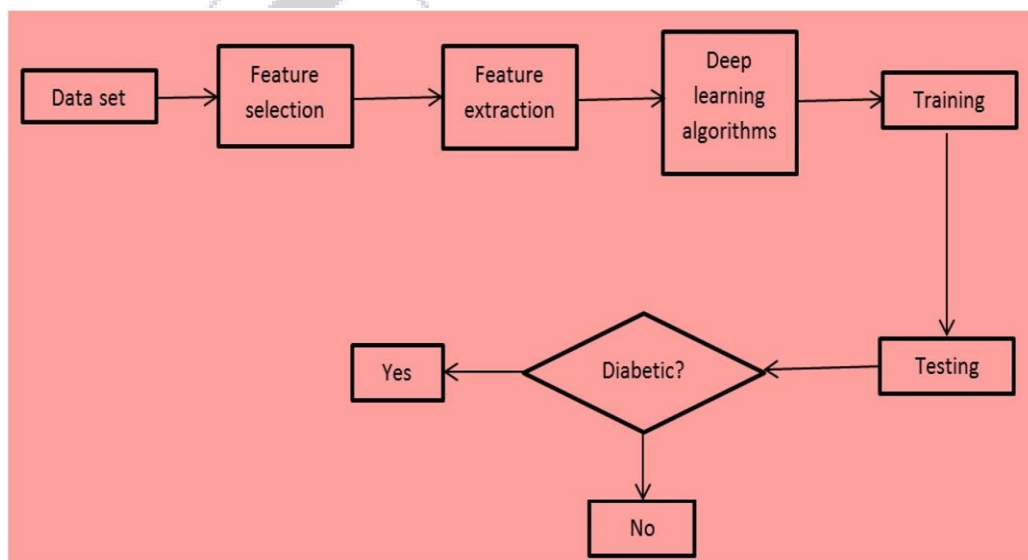 Data set
Feature
selection
Feature
extraction
Deep
learning
algorithms
Training
Testing
Diabetic?
Yes
No